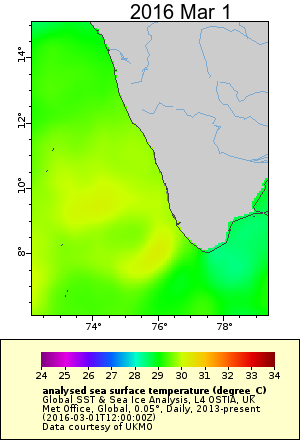 2016 Mar 1
14°
12°
10°
8°
74° 76° 78°
24 25 26 27 28 29 30 31 32 33 34
analysed sea surface temperature (degree_C)
Global SST & Sea Ice Analysis, L4 OSTIA, UK
Met Office, Global, 0.05°, Daily, 2013-present
(2016-03-01T12:00:00Z)
Data courtesy of UKMO